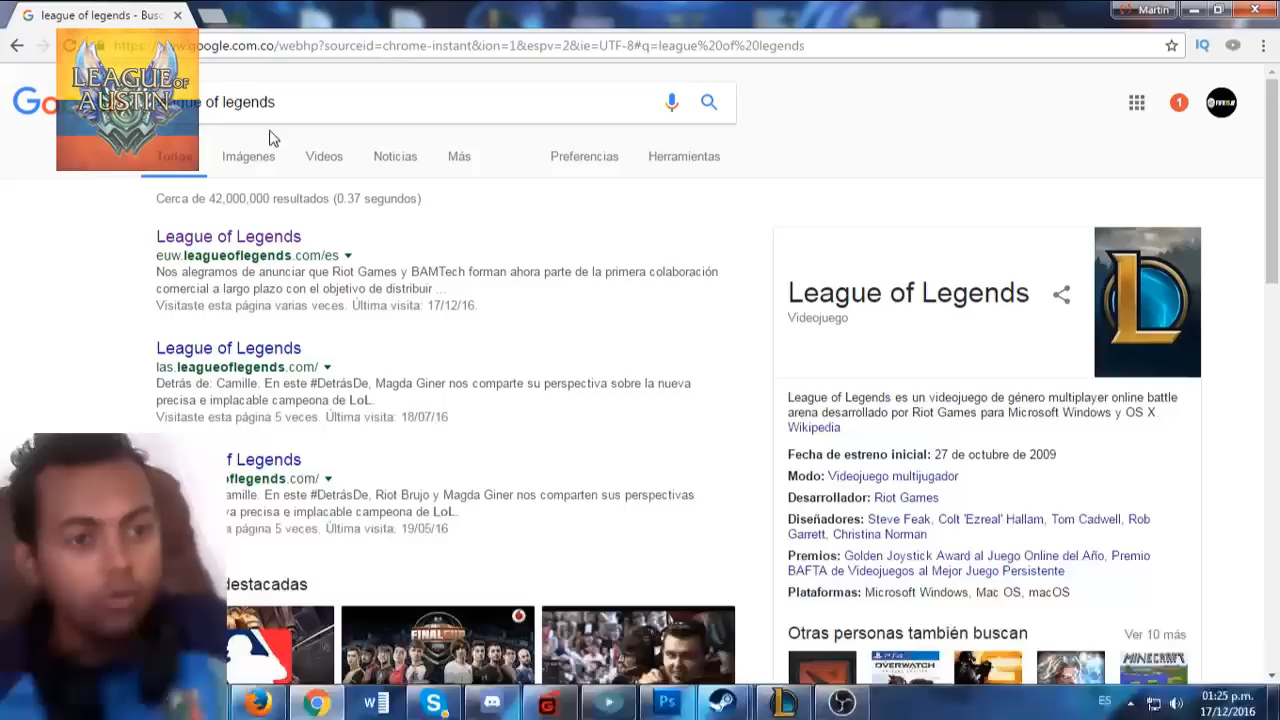 league of legends - Busc
Martin
https://www.google.com.co/webhp?sourceid=chrome-instant&ion=1&espv=2&ie=UTF-8#q=league%20of%20legends
IQ
LEAGUE OF
AUSTIN
Go
gue of legends
1
Todos
Imágenes
Videos
Noticias
Más
Preferencias
Herramientas
Cerca de 42,000,000 resultados (0.37 segundos)
League of Legends
euw.leagueoflegends.com/es
Nos alegramos de anunciar que Riot Games y BAMTech forman ahora parte de la primera colaboración
comercial a largo plazo con el objetivo de distribuir ...
Visitaste esta página varias veces. Última visita: 17/12/16.
League of Legends
las.leagueoflegends.com/
Detrás de: Camille. En este #DetrásDe, Magda Giner nos comparte su perspectiva sobre la nueva
precisa e implacable campeona de LoL.
Visitaste esta página 5 veces. Última visita: 18/07/16
f Legends
oflegends.com/
amille. En este #DetrásDe, Riot Brujo y Magda Giner nos comparten sus perspectivas
va precisa e implacable campeona de LoL.
a página 5 veces. Última visita: 19/05/16
destacadas
FINAL CUP
League of Legends
Videojuego
League of Legends es un videojuego de género multiplayer online battle
arena desarrollado por Riot Games para Microsoft Windows y OS X
Wikipedia
Fecha de estreno inicial: 27 de octubre de 2009
Modo: Videojuego multijugador
Desarrollador: Riot Games
Diseñadores: Steve Feak, Colt 'Ezreal' Hallam, Tom Cadwell, Rob
Garrett, Christina Norman
Premios: Golden Joystick Award al Juego Online del Año, Premio
BAFTA de Videojuegos al Mejor Juego Persistente
Plataformas: Microsoft Windows, Mac OS, macOS
Otras personas también buscan
Ver 10 más
OVERWATCH
MINECRAFT
ES
01:25 p.m.
17/12/2016